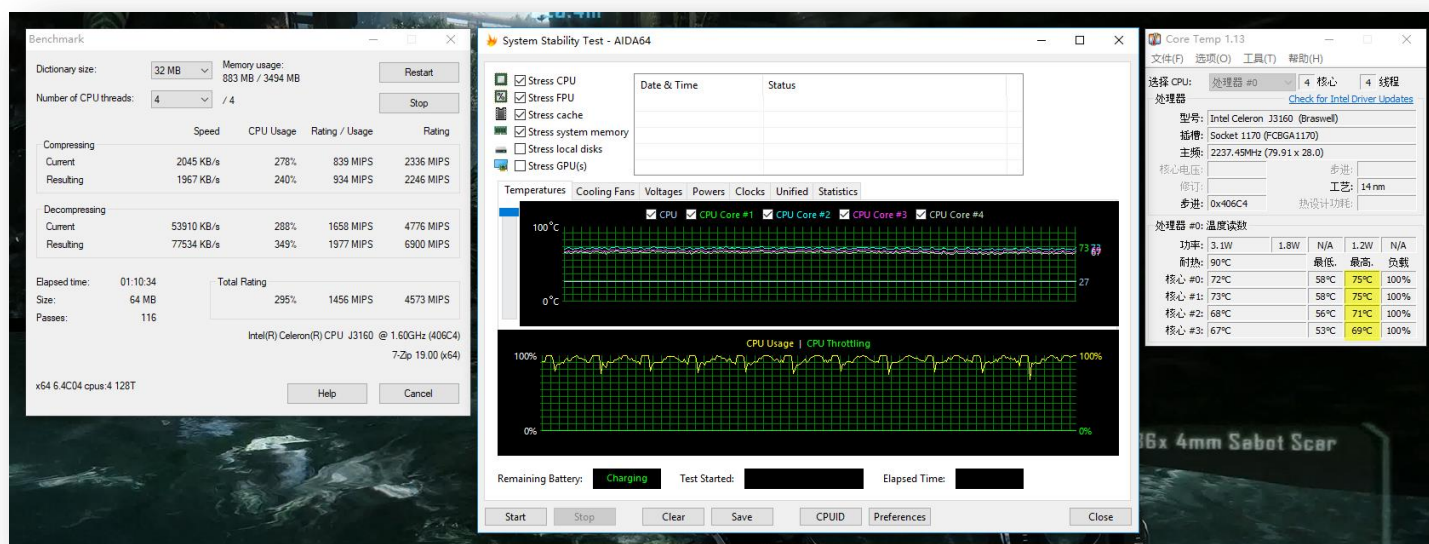 Benchmark
Dictionary size: 32 MB Memory usage:
883 MB / 3494 MB Restart
Number of CPU threads: 4 / 4 Stop
Speed CPU Usage Rating / Usage Rating
Compressing
Current 2045 KB/s 278% 839 MIPS 2336 MIPS
Resulting 1967 KB/s 240% 934 MIPS 2246 MIPS
Decompressing
Current 53910 KB/s 288% 1658 MIPS 4776 MIPS
Resulting 77534 KB/s 349% 1977 MIPS 6900 MIPS
Elapsed time: 01:10:34 Total Rating
Size: 64 MB 295% 1456 MIPS 4573 MIPS
Passes: 116
Intel(R) Celeron(R) CPU J3160 @ 1.60GHz (406C4)
7-Zip 19.00 (x64)
x64 6.4C04 cpus:4 128T
Help Cancel
System Stability Test - AIDA64
Stress CPU
Stress FPU
Stress cache
Stress system memory
Stress local disks
Stress GPU(s)
Date & Time Status
Temperatures Cooling Fans Voltages Powers Clocks Unified Statistics
CPU CPU Core #1 CPU Core #2 CPU Core #3 CPU Core #4
100°C
73
67
27
0°C
CPU Usage | CPU Throttling
100% 100%
0% 0%
Remaining Battery: Charging Test Started: Elapsed Time:
Start Stop Clear Save CPUID Preferences Close
Core Temp 1.13
文件(F) 选项(O) 工具(T) 帮助(H)
选择 CPU: 处理器 #0 4 核心 4 线程
处理器 Check for Intel Driver Updates
型号: Intel Celeron J3160 (Braswell)
插槽: Socket 1170 (FCBGA1170)
主频: 2237.45MHz (79.91 x 28.0)
核心电压: 步进:
修订: 工艺: 14 nm
步进: 0x406C4 热设计功耗:
处理器 #0: 温度读数
功率: 3.1W 1.8W N/A 1.2W N/A
耐热: 90°C 最低. 最高. 负载
核心 #0: 72°C 58°C 75°C 100%
核心 #1: 73°C 58°C 75°C 100%
核心 #2: 68°C 56°C 71°C 100%
核心 #3: 67°C 53°C 69°C 100%
6x 4mm Sabot Scar